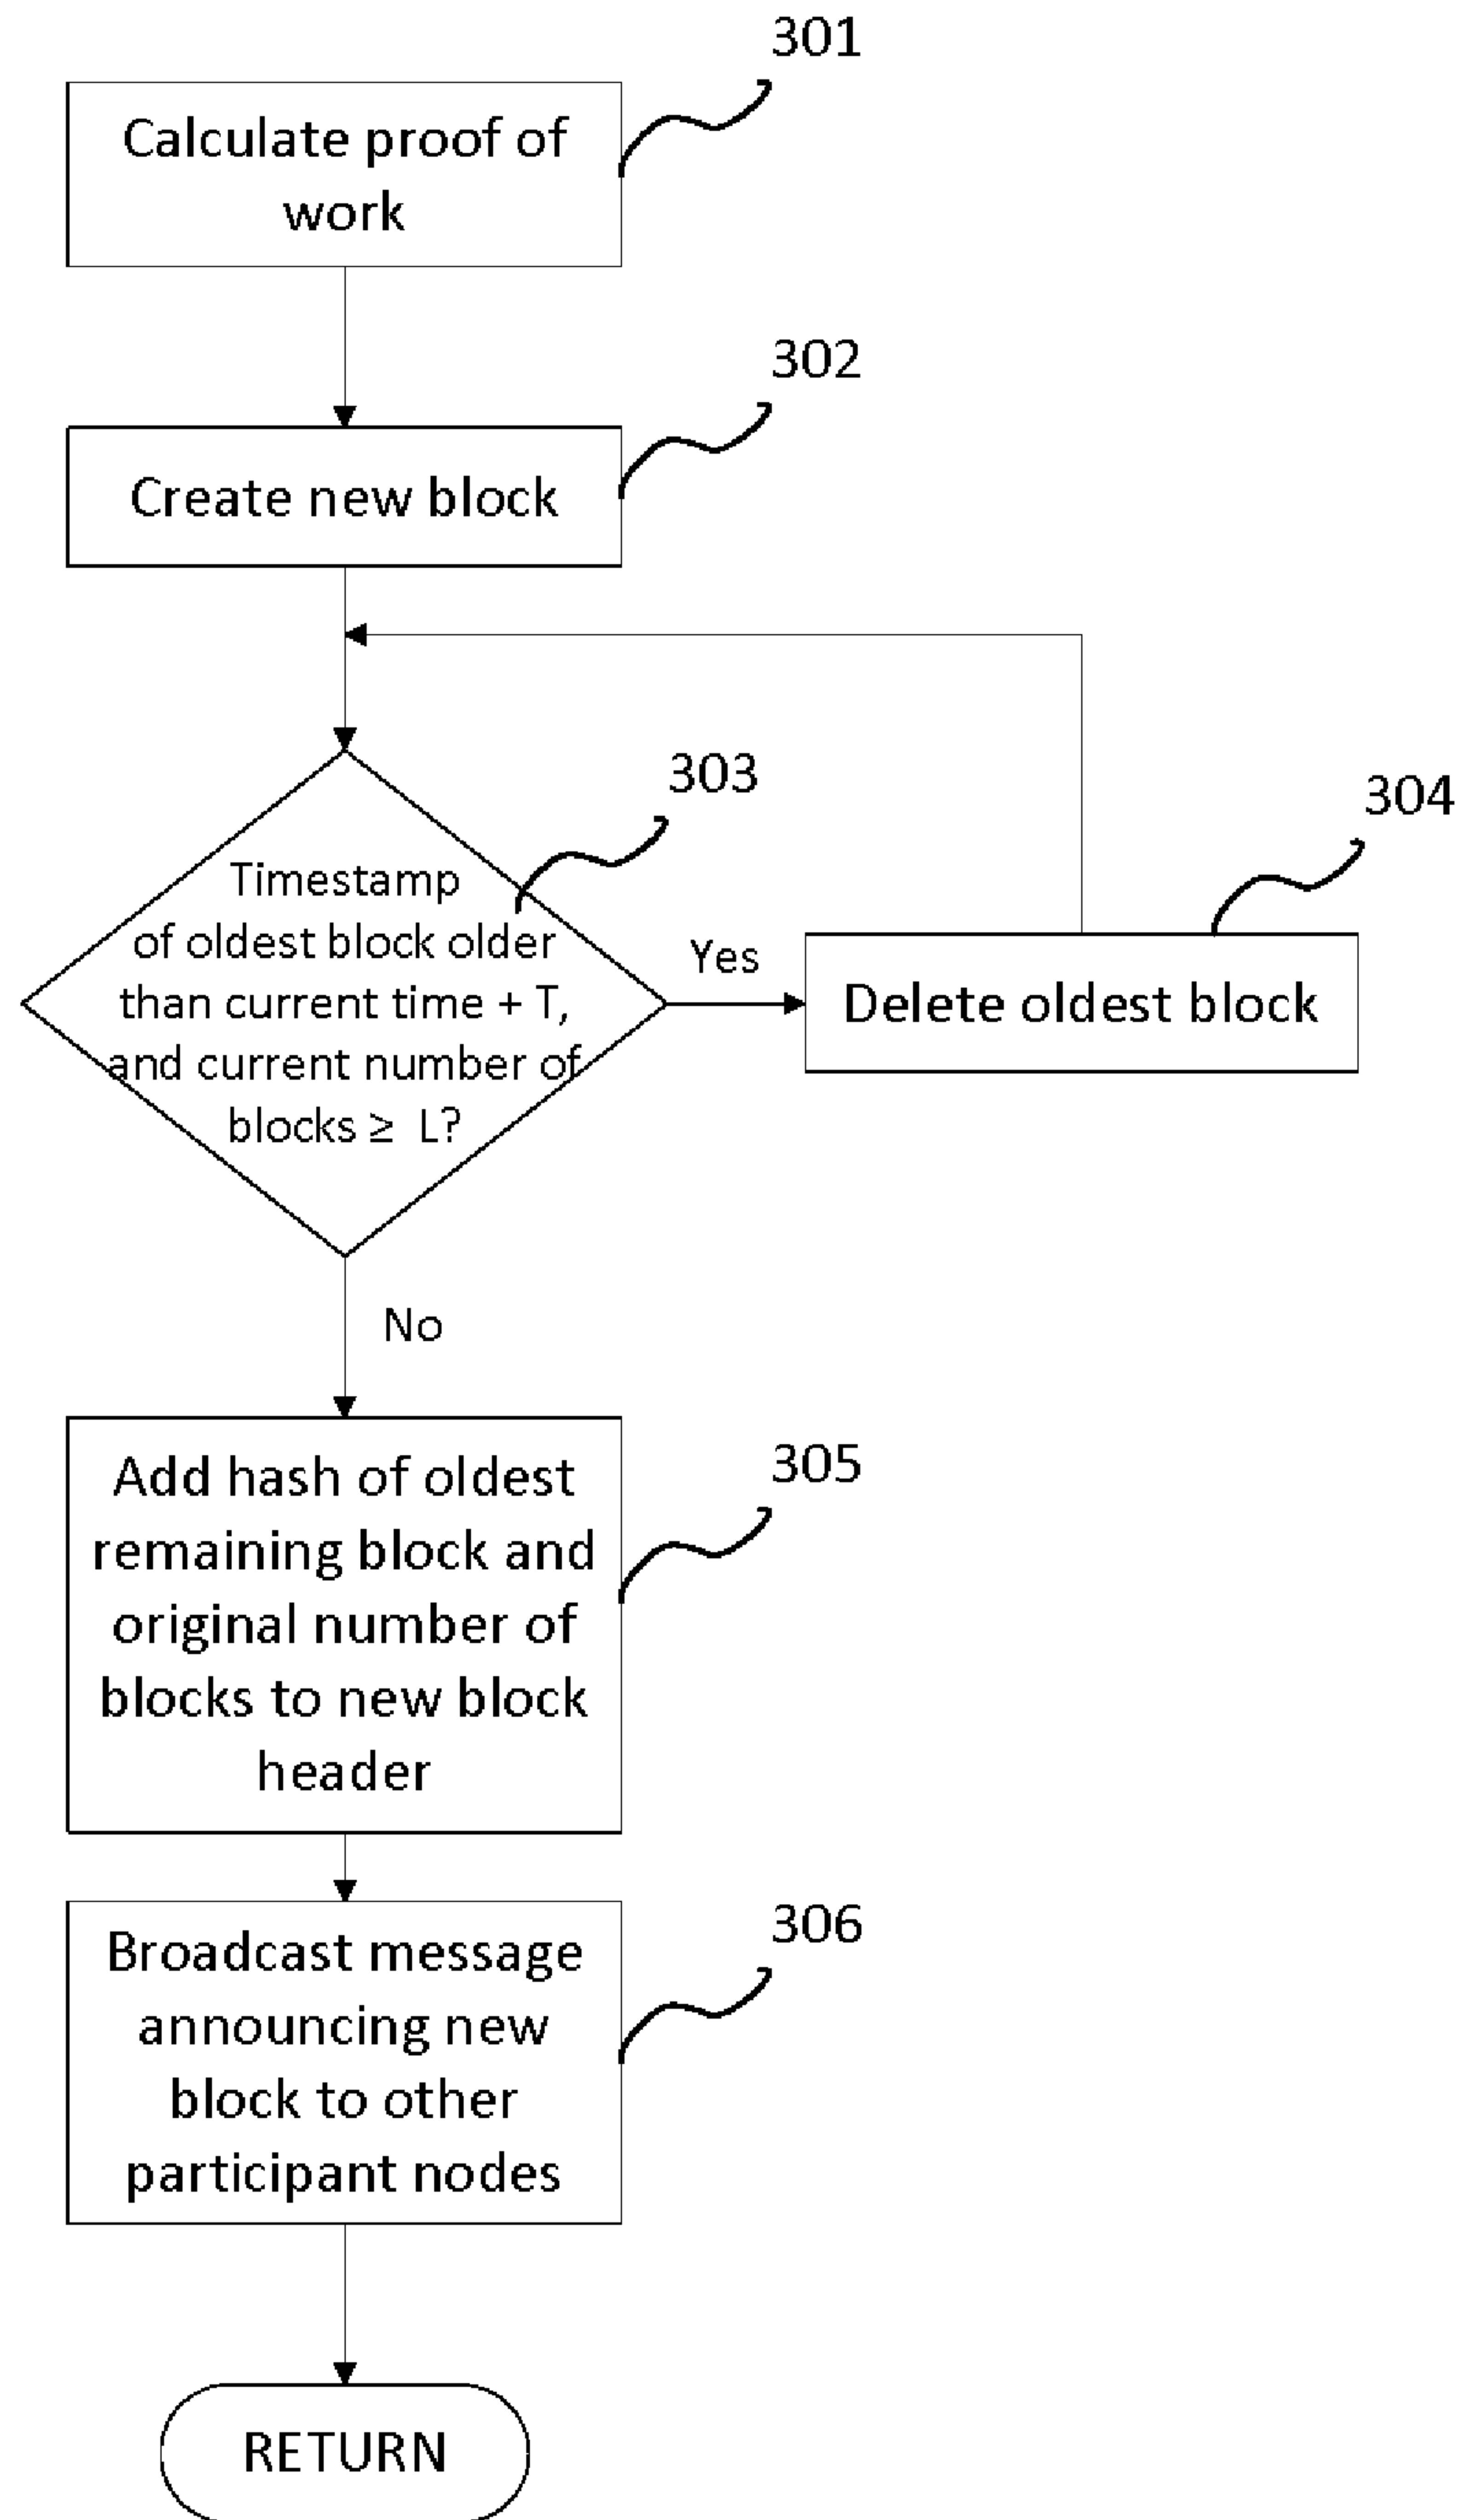 301
Calculate proof of
work
302
Create new block
303
Timestamp
of oldest block older
than current time + T,
and current number of
blocks ≥ L?
Yes
304
Delete oldest block
No
305
Add hash of oldest
remaining block and
original number of
blocks to new block
header
306
Broadcast message
announcing new
block to other
participant nodes
RETURN